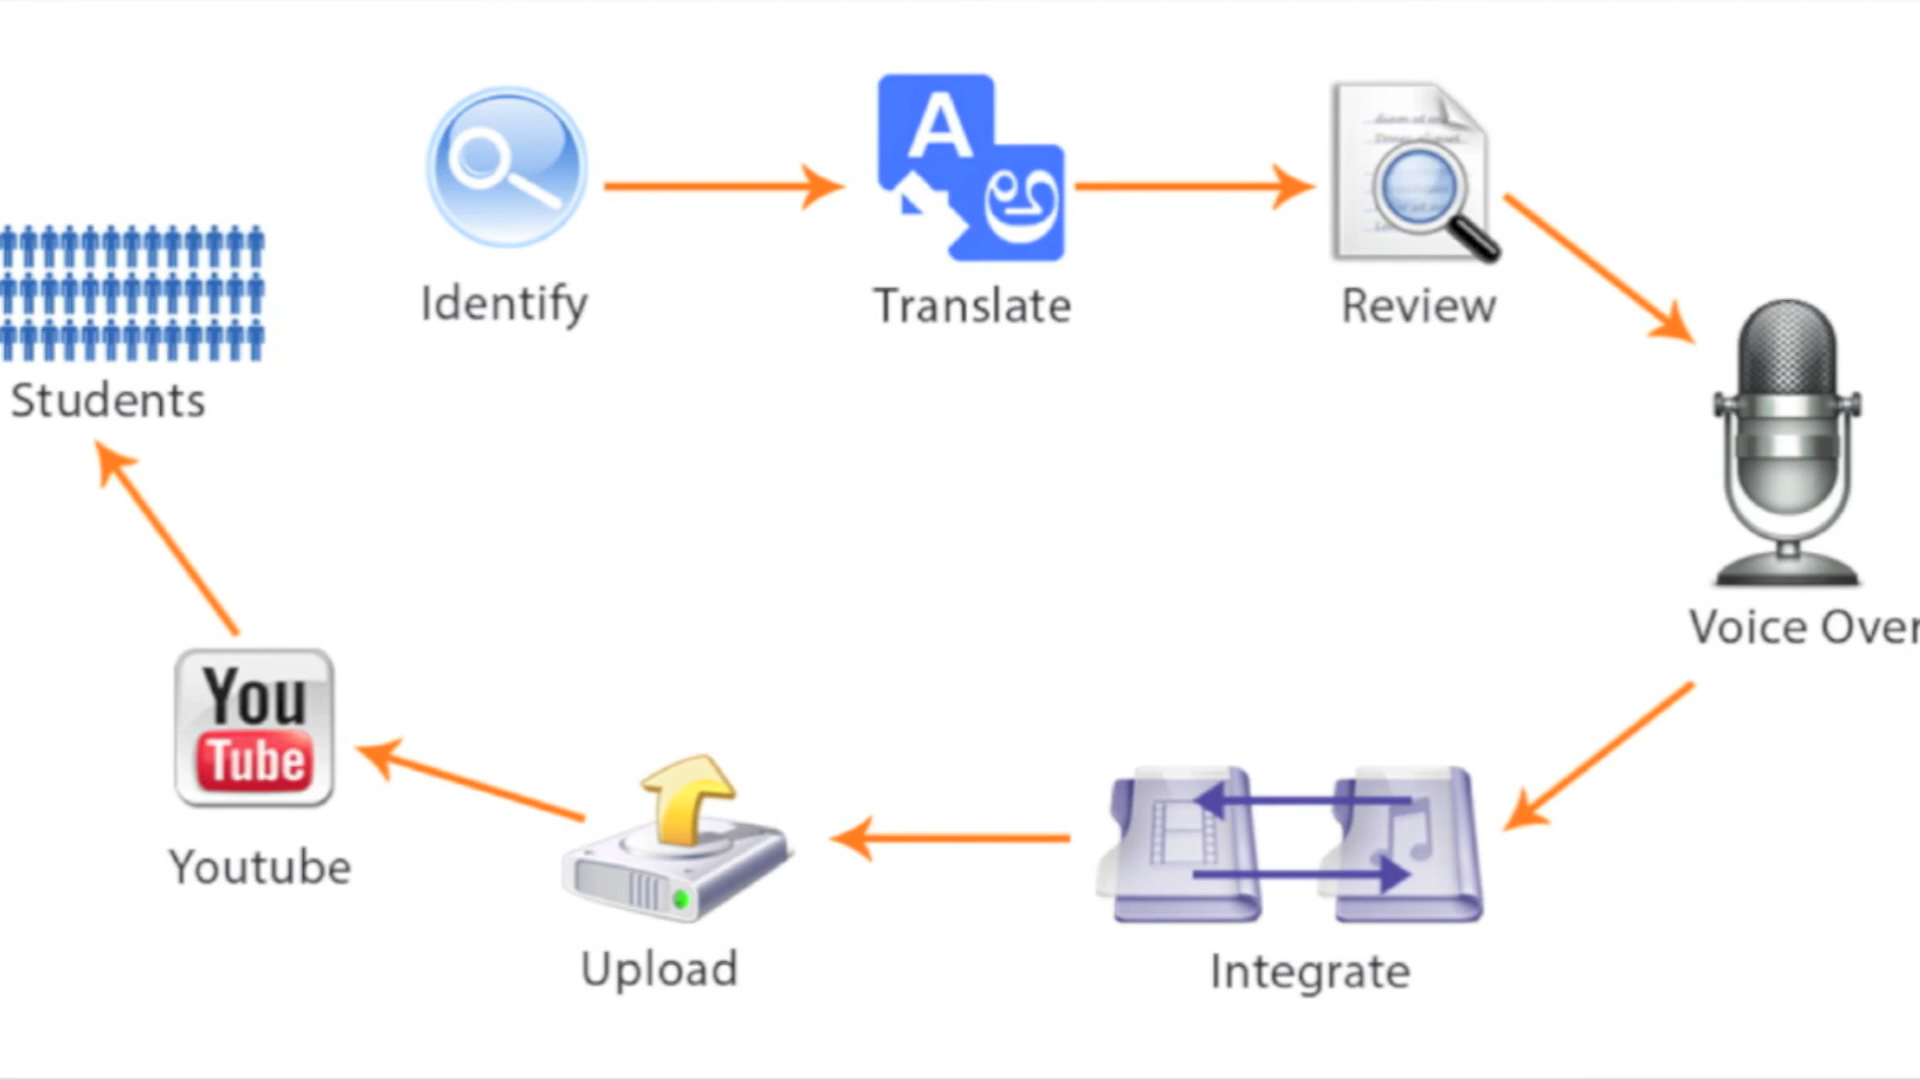 Identify
A
ಅ
Translate
Review
Students
Voice Over
You
Tube
Youtube
Upload
Integrate